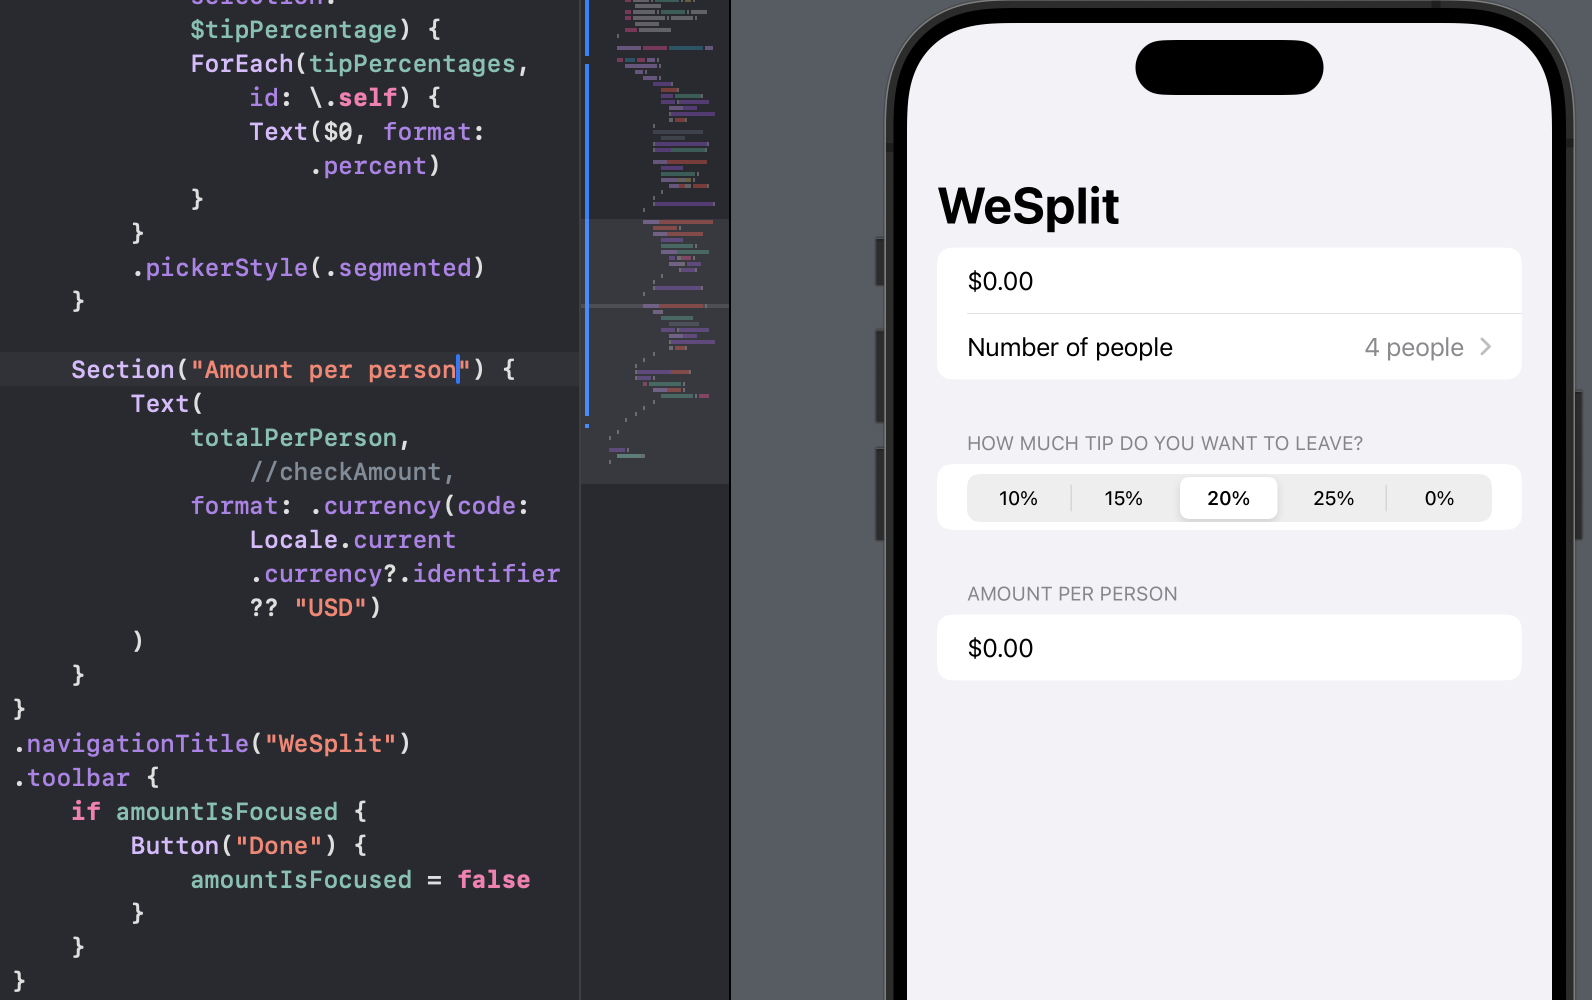 selection:
$tipPercentage) {
ForEach(tipPercentages,
id: \.self) {
Text($0, format:
.percent)
}
}
.pickerStyle(.segmented)
}
Section("Amount per person") {
Text(
totalPerPerson,
//checkAmount,
format: .currency(code:
Locale.current
.currency?.identifier
?? "USD")
)
}
}
.navigationTitle("WeSplit")
.toolbar {
if amountIsFocused {
Button("Done") {
amountIsFocused = false
}
}
}
WeSplit
$0.00
Number of people 4 people
HOW MUCH TIP DO YOU WANT TO LEAVE?
10% 15% 20% 25% 0%
AMOUNT PER PERSON
$0.00